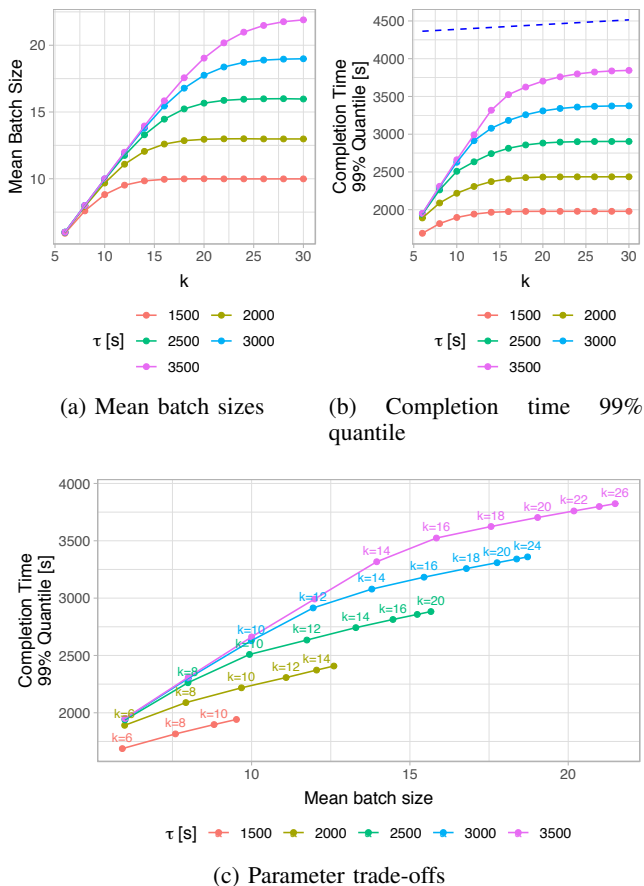 Mean Batch Size
20
15
10
5 10 15 20 25 30
k
τ [s]
1500 2000
2500 3000
3500
(a) Mean batch sizes
Completion Time
99% Quantile [s]
4500
4000
3500
3000
2500
2000
5 10 15 20 25 30
k
τ [s]
1500 2000
2500 3000
3500
(b) Completion time 99%
quantile
Completion Time
99% Quantile [s]
4000
3500
3000
2500
2000
k=26
k=22
k=20
k=18
k=16
k=14
k=24
k=20
k=18
k=16
k=14
k=12
k=10
k=20
k=16
k=14
k=12
k=10
k=8
k=14
k=12
k=10
k=8
k=6
k=10
k=8
k=6
10 15 20
Mean batch size
τ [s] 1500 2000 2500 3000 3500
(c) Parameter trade-offs